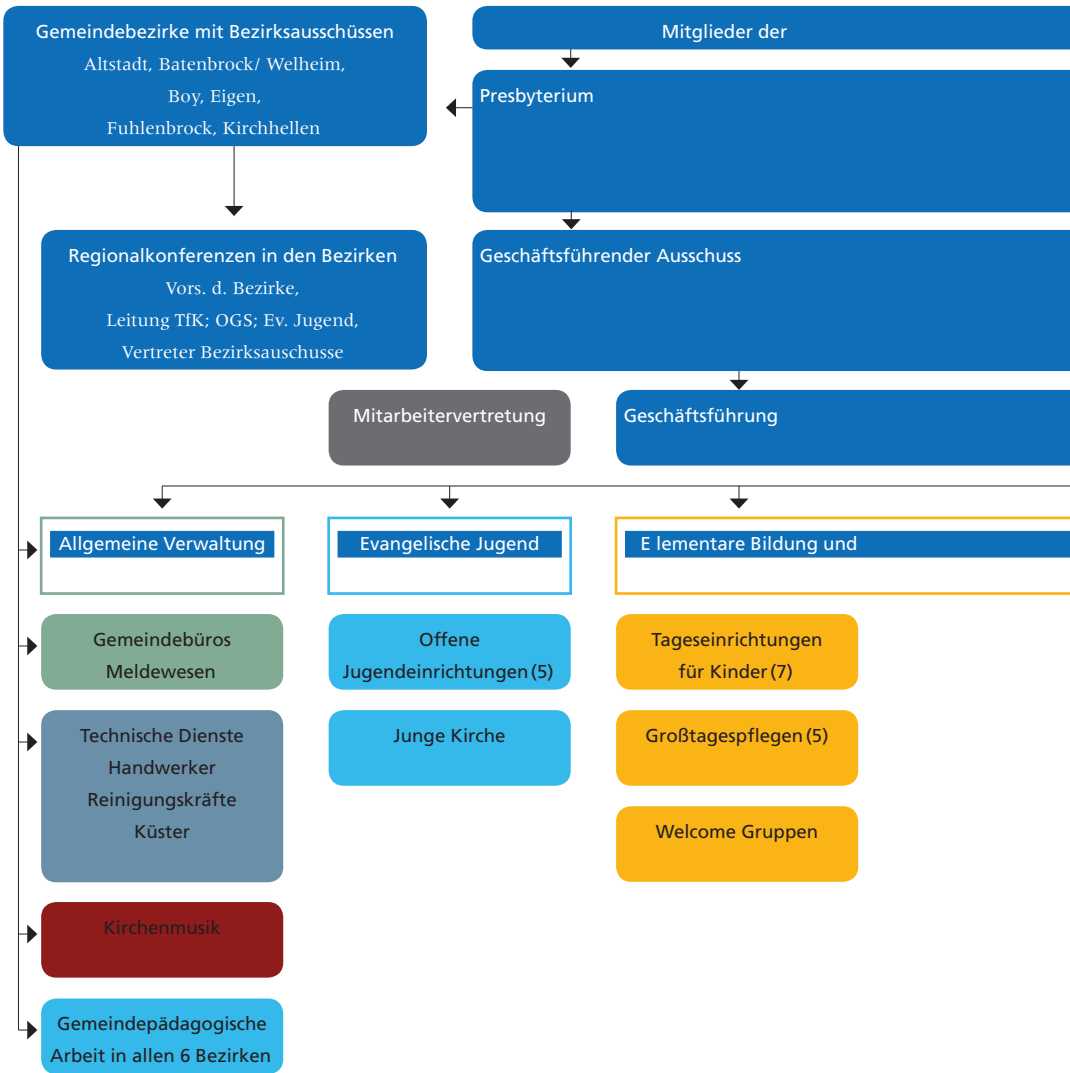 Gemeindebezirke mit Bezirksausschüssen
Altstadt, Batenbrock/ Welheim,
Boy, Eigen,
Fuhlenbrock, Kirchhellen
Mitglieder der
Presbyterium
Regionalkonferenzen in den Bezirken
Vors. d. Bezirke,
Leitung TfK; OGS; Ev. Jugend,
Vertreter Bezirksauschusse
Geschäftsführender Ausschuss
Mitarbeitervertretung
Geschäftsführung
Allgemeine Verwaltung
Evangelische Jugend
E lementare Bildung und
Gemeindebüros
Meldewesen
Offene
Jugendeinrichtungen (5)
Tageseinrichtungen
für Kinder (7)
Technische Dienste
Handwerker
Reinigungskräfte
Küster
Junge Kirche
Großtagespflegen (5)
Welcome Gruppen
Kirchenmusik
Gemeindepädagogische
Arbeit in allen 6 Bezirken